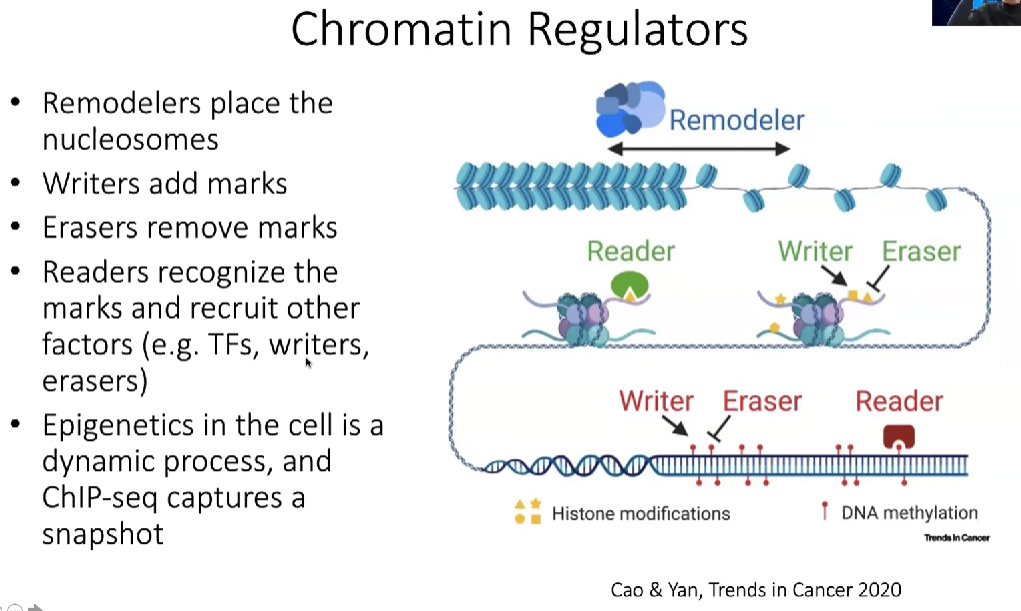 Chromatin Regulators
• Remodelers place the
nucleosomes
• Writers add marks
• Erasers remove marks
• Readers recognize the
marks and recruit other
factors (e.g. TFs, writers,
erasers)
• Epigenetics in the cell is a
dynamic process, and
ChIP-seq captures a
snapshot
Remodeler
Reader
Writer Eraser
Writer Eraser Reader
Histone modifications
DNA methylation
Trends in Cancer
Cao & Yan, Trends in Cancer 2020